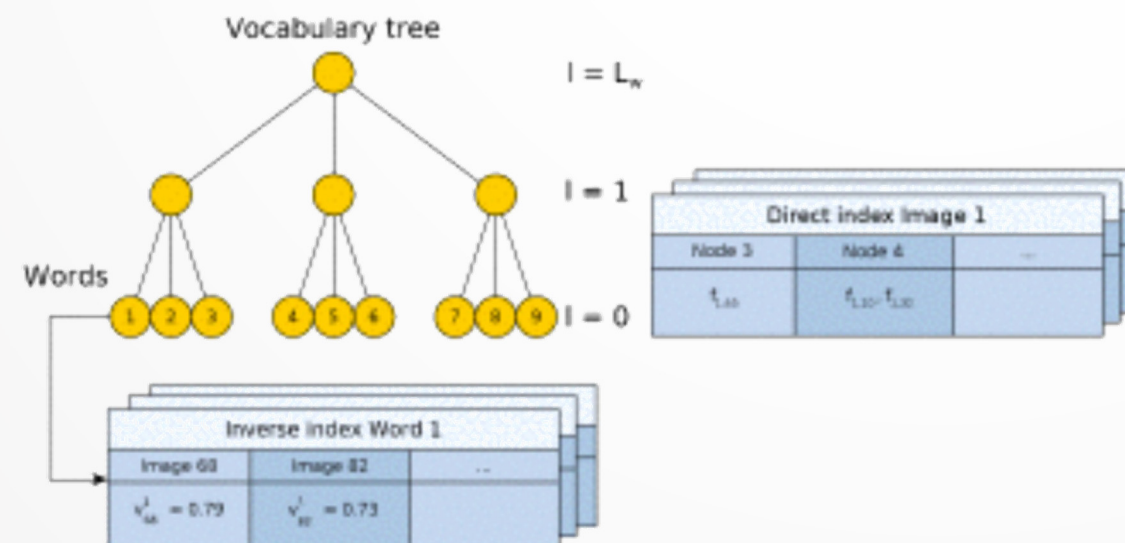 Vocabulary tree
l = Lw
l = 1
Words
1 2 3 4 5 6 7 8 9
l = 0
Direct index Image 1
Node 3 Node 4 ...
Inverse index Word 1
Image 68 Image 82 ...
= 0.79 = 0.73